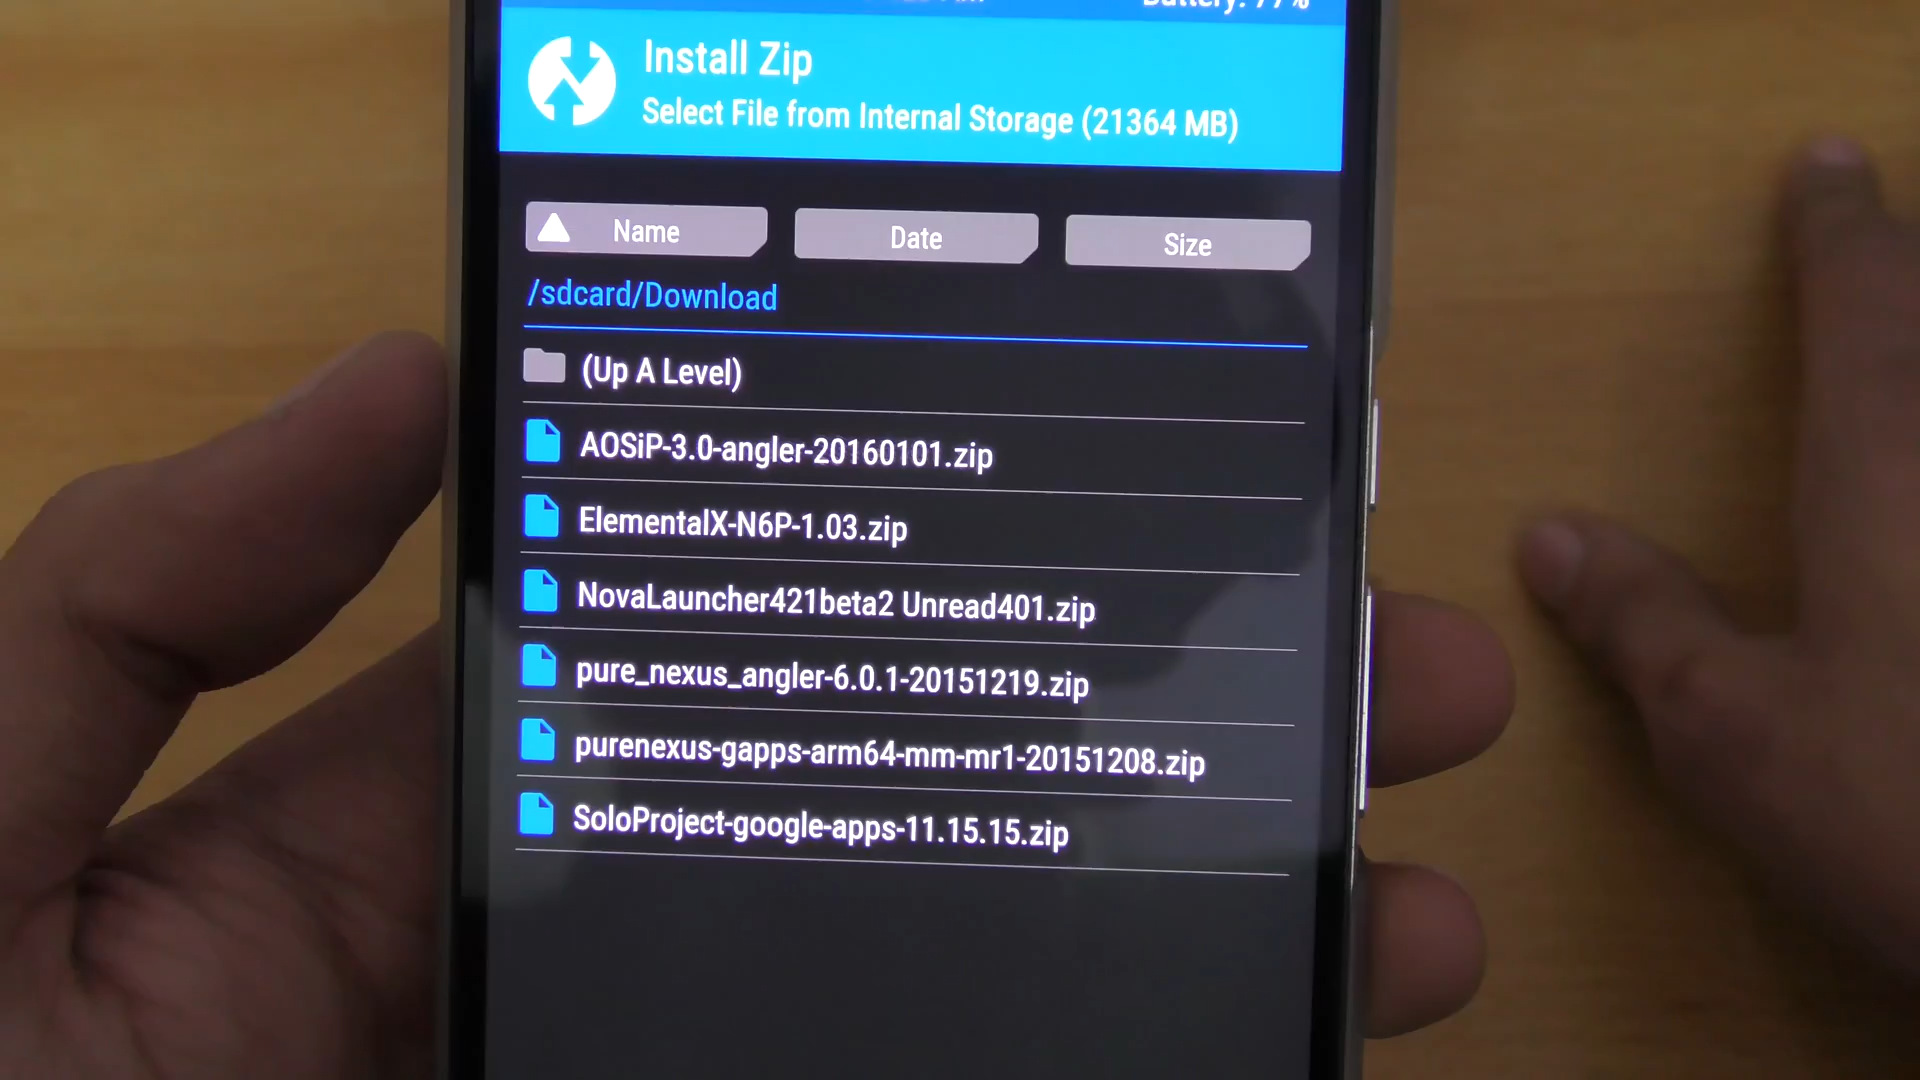 Battery: 77%
Install Zip
Select File from Internal Storage (21364 MB)
Name Date Size
/sdcard/Download
(Up A Level)
AOSiP-3.0-angler-20160101.zip
ElementalX-N6P-1.03.zip
NovaLauncher421beta2 Unread401.zip
pure_nexus_angler-6.0.1-20151219.zip
purenexus-gapps-arm64-mm-mr1-20151208.zip
SoloProject-google-apps-11.15.15.zip